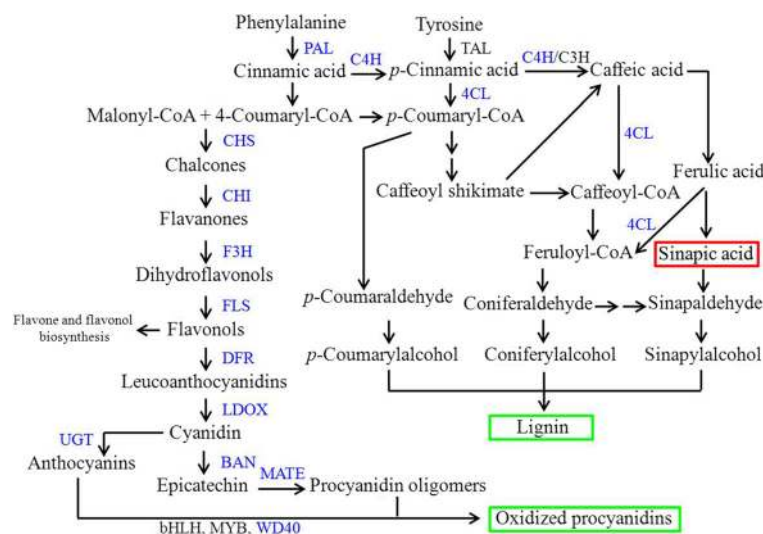 Phenylalanine Tyrosine
PAL TAL
C4H C4H/C3H
Cinnamic acid p-Cinnamic acid Caffeic acid
4CL
Malonyl-CoA + 4-Coumaryl-CoA p-Coumaryl-CoA
CHS 4CL
Chalcones Ferulic acid
CHI Caffeoyl shikimate Caffeoyl-CoA
Flavanones 4CL
F3H Feruloyl-CoA Sinapic acid
Dihydroflavonols
FLS p-Coumaraldehyde Coniferaldehyde Sinapaldehyde
Flavone and flavonol
biosynthesis
Flavonols
DFR p-Coumarylalcohol Coniferylalcohol Sinapylalcohol
Leucoanthocyanidins
LDOX
UGT Cyanidin Lignin
Anthocyanins BAN MATE
Epicatechin Procyanidin oligomers
bHLH, MYB, WD40 Oxidized procyanidins